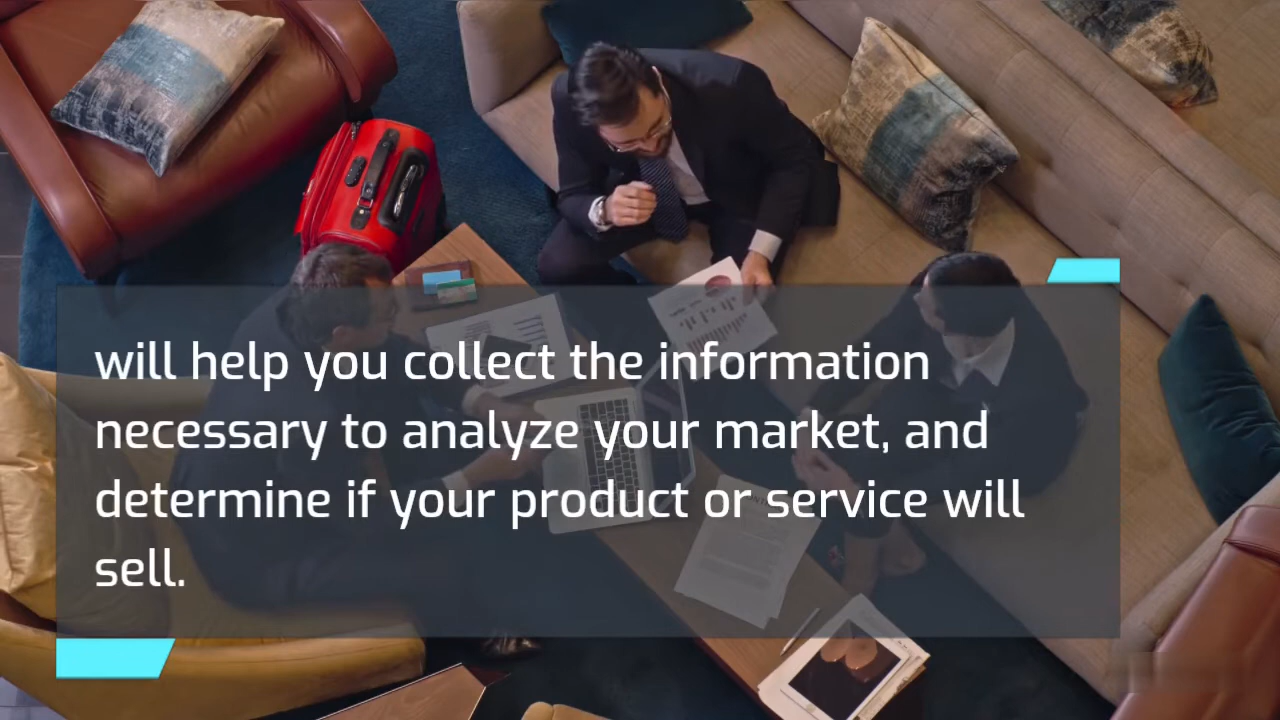 will help you collect the information
necessary to analyze your market, and
determine if your product or service will
sell.